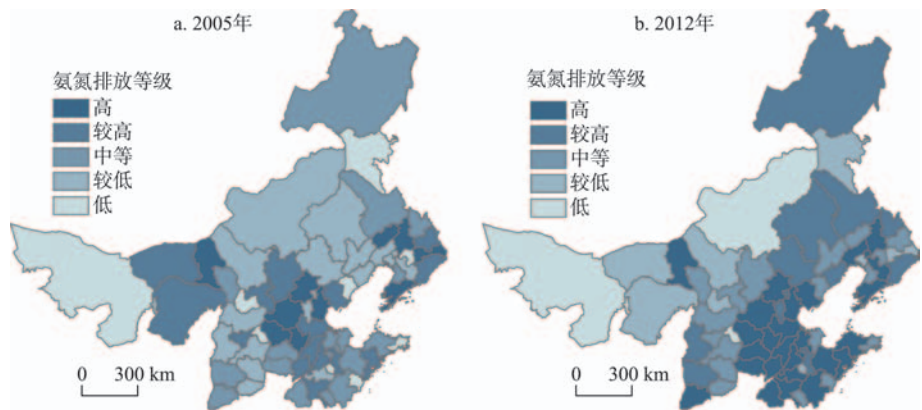 a. 2005年
氨氮排放等级
高
较高
中等
较低
低
0 300 km
b. 2012年
氨氮排放等级
高
较高
中等
较低
低
0 300 km